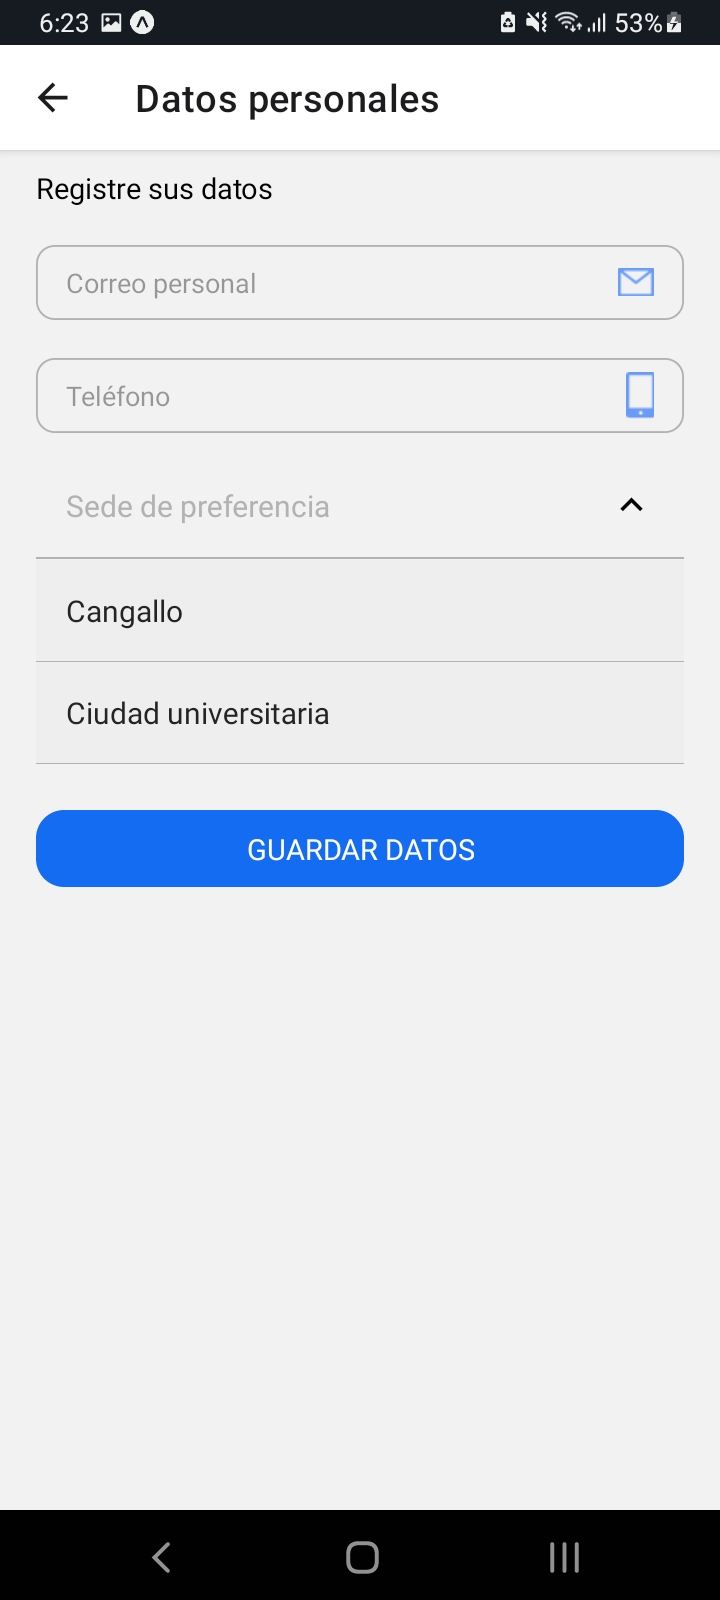 6:23 53%
Datos personales
Registre sus datos
Correo personal
Teléfono
Sede de preferencia
Cangallo
Ciudad universitaria
GUARDAR DATOS